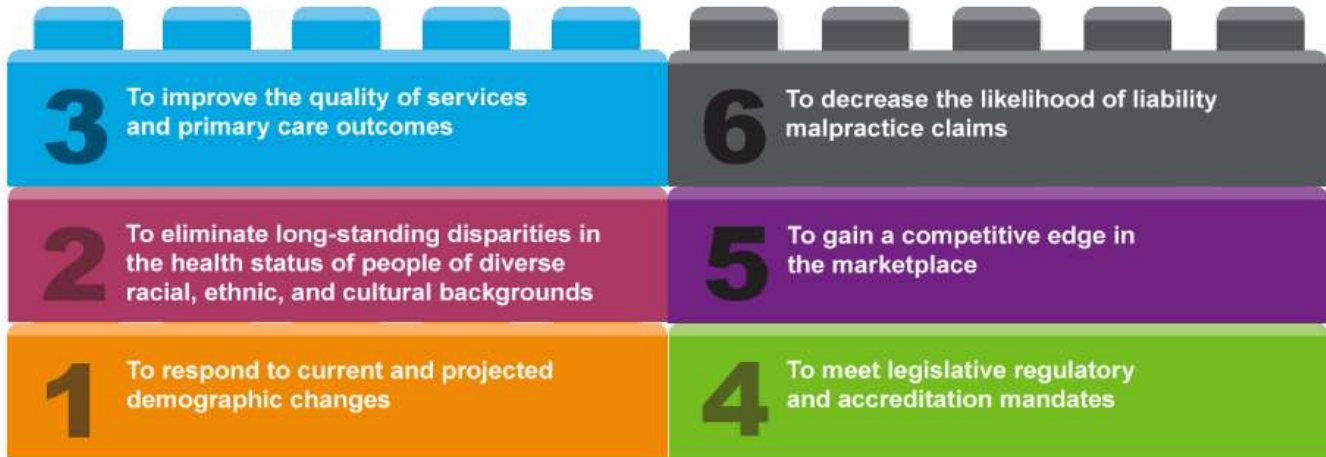 3
To improve the quality of services
and primary care outcomes
6
To decrease the likelihood of liability
malpractice claims
2
To eliminate long-standing disparities in
the health status of people of diverse
racial, ethnic, and cultural backgrounds
5
To gain a competitive edge in
the marketplace
1
To respond to current and projected
demographic changes
4
To meet legislative regulatory
and accreditation mandates